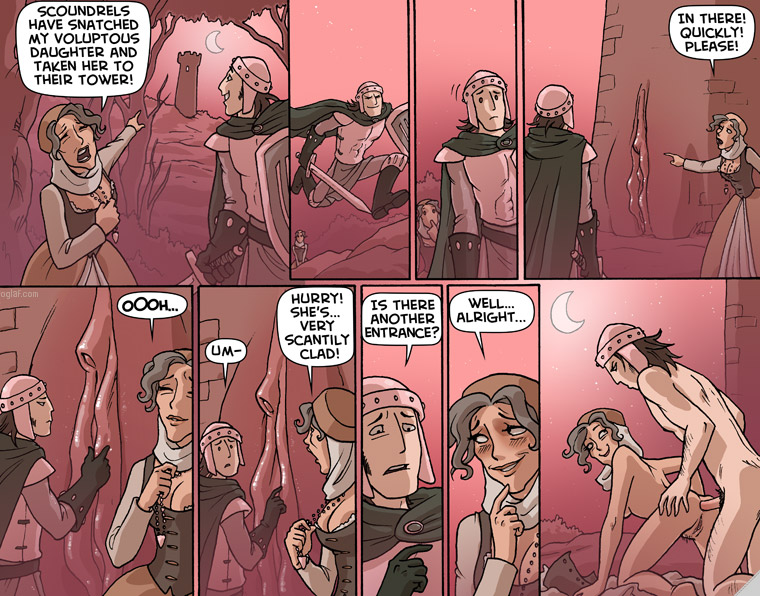 SCOUNDRELS
HAVE SNATCHED
MY VOLUPTOUS
DAUGHTER AND
TAKEN HER TO
THEIR TOWER!
IN THERE!
QUICKLY!
PLEASE!
oglaf.com
OOOH...
UM-
HURRY!
SHE'S...
VERY
SCANTILY
CLAD!
IS THERE
ANOTHER
ENTRANCE?
WELL...
ALRIGHT...